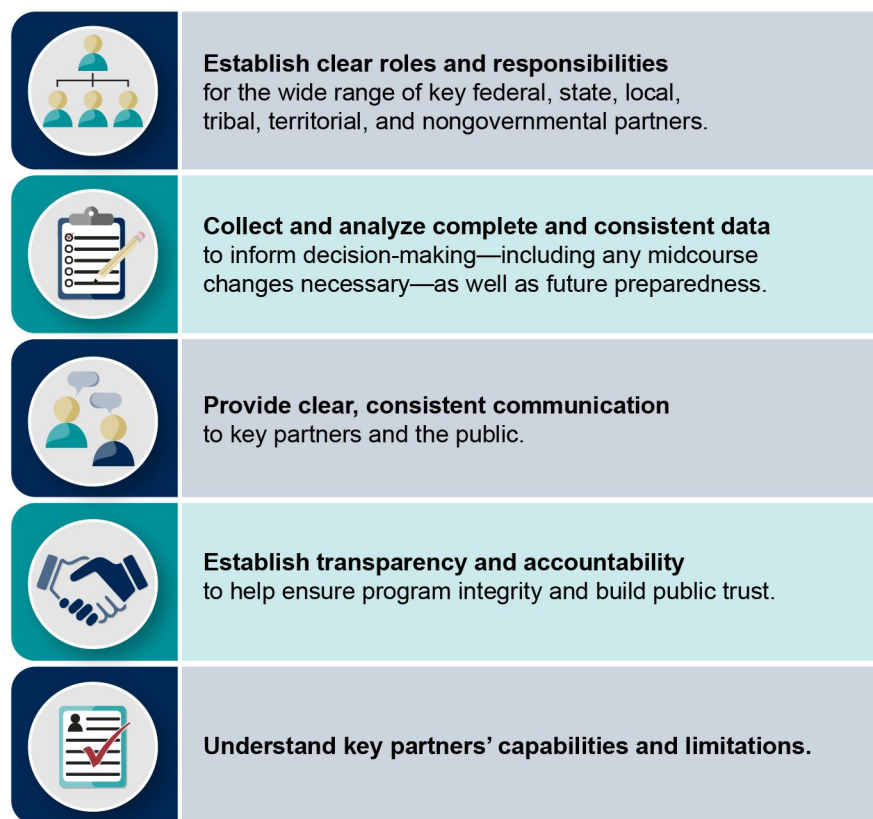 Establish clear roles and responsibilities
for the wide range of key federal, state, local,
tribal, territorial, and nongovernmental partners.
Collect and analyze complete and consistent data
to inform decision-making—including any midcourse
changes necessary—as well as future preparedness.
Provide clear, consistent communication
to key partners and the public.
Establish transparency and accountability
to help ensure program integrity and build public trust.
Understand key partners’ capabilities and limitations.